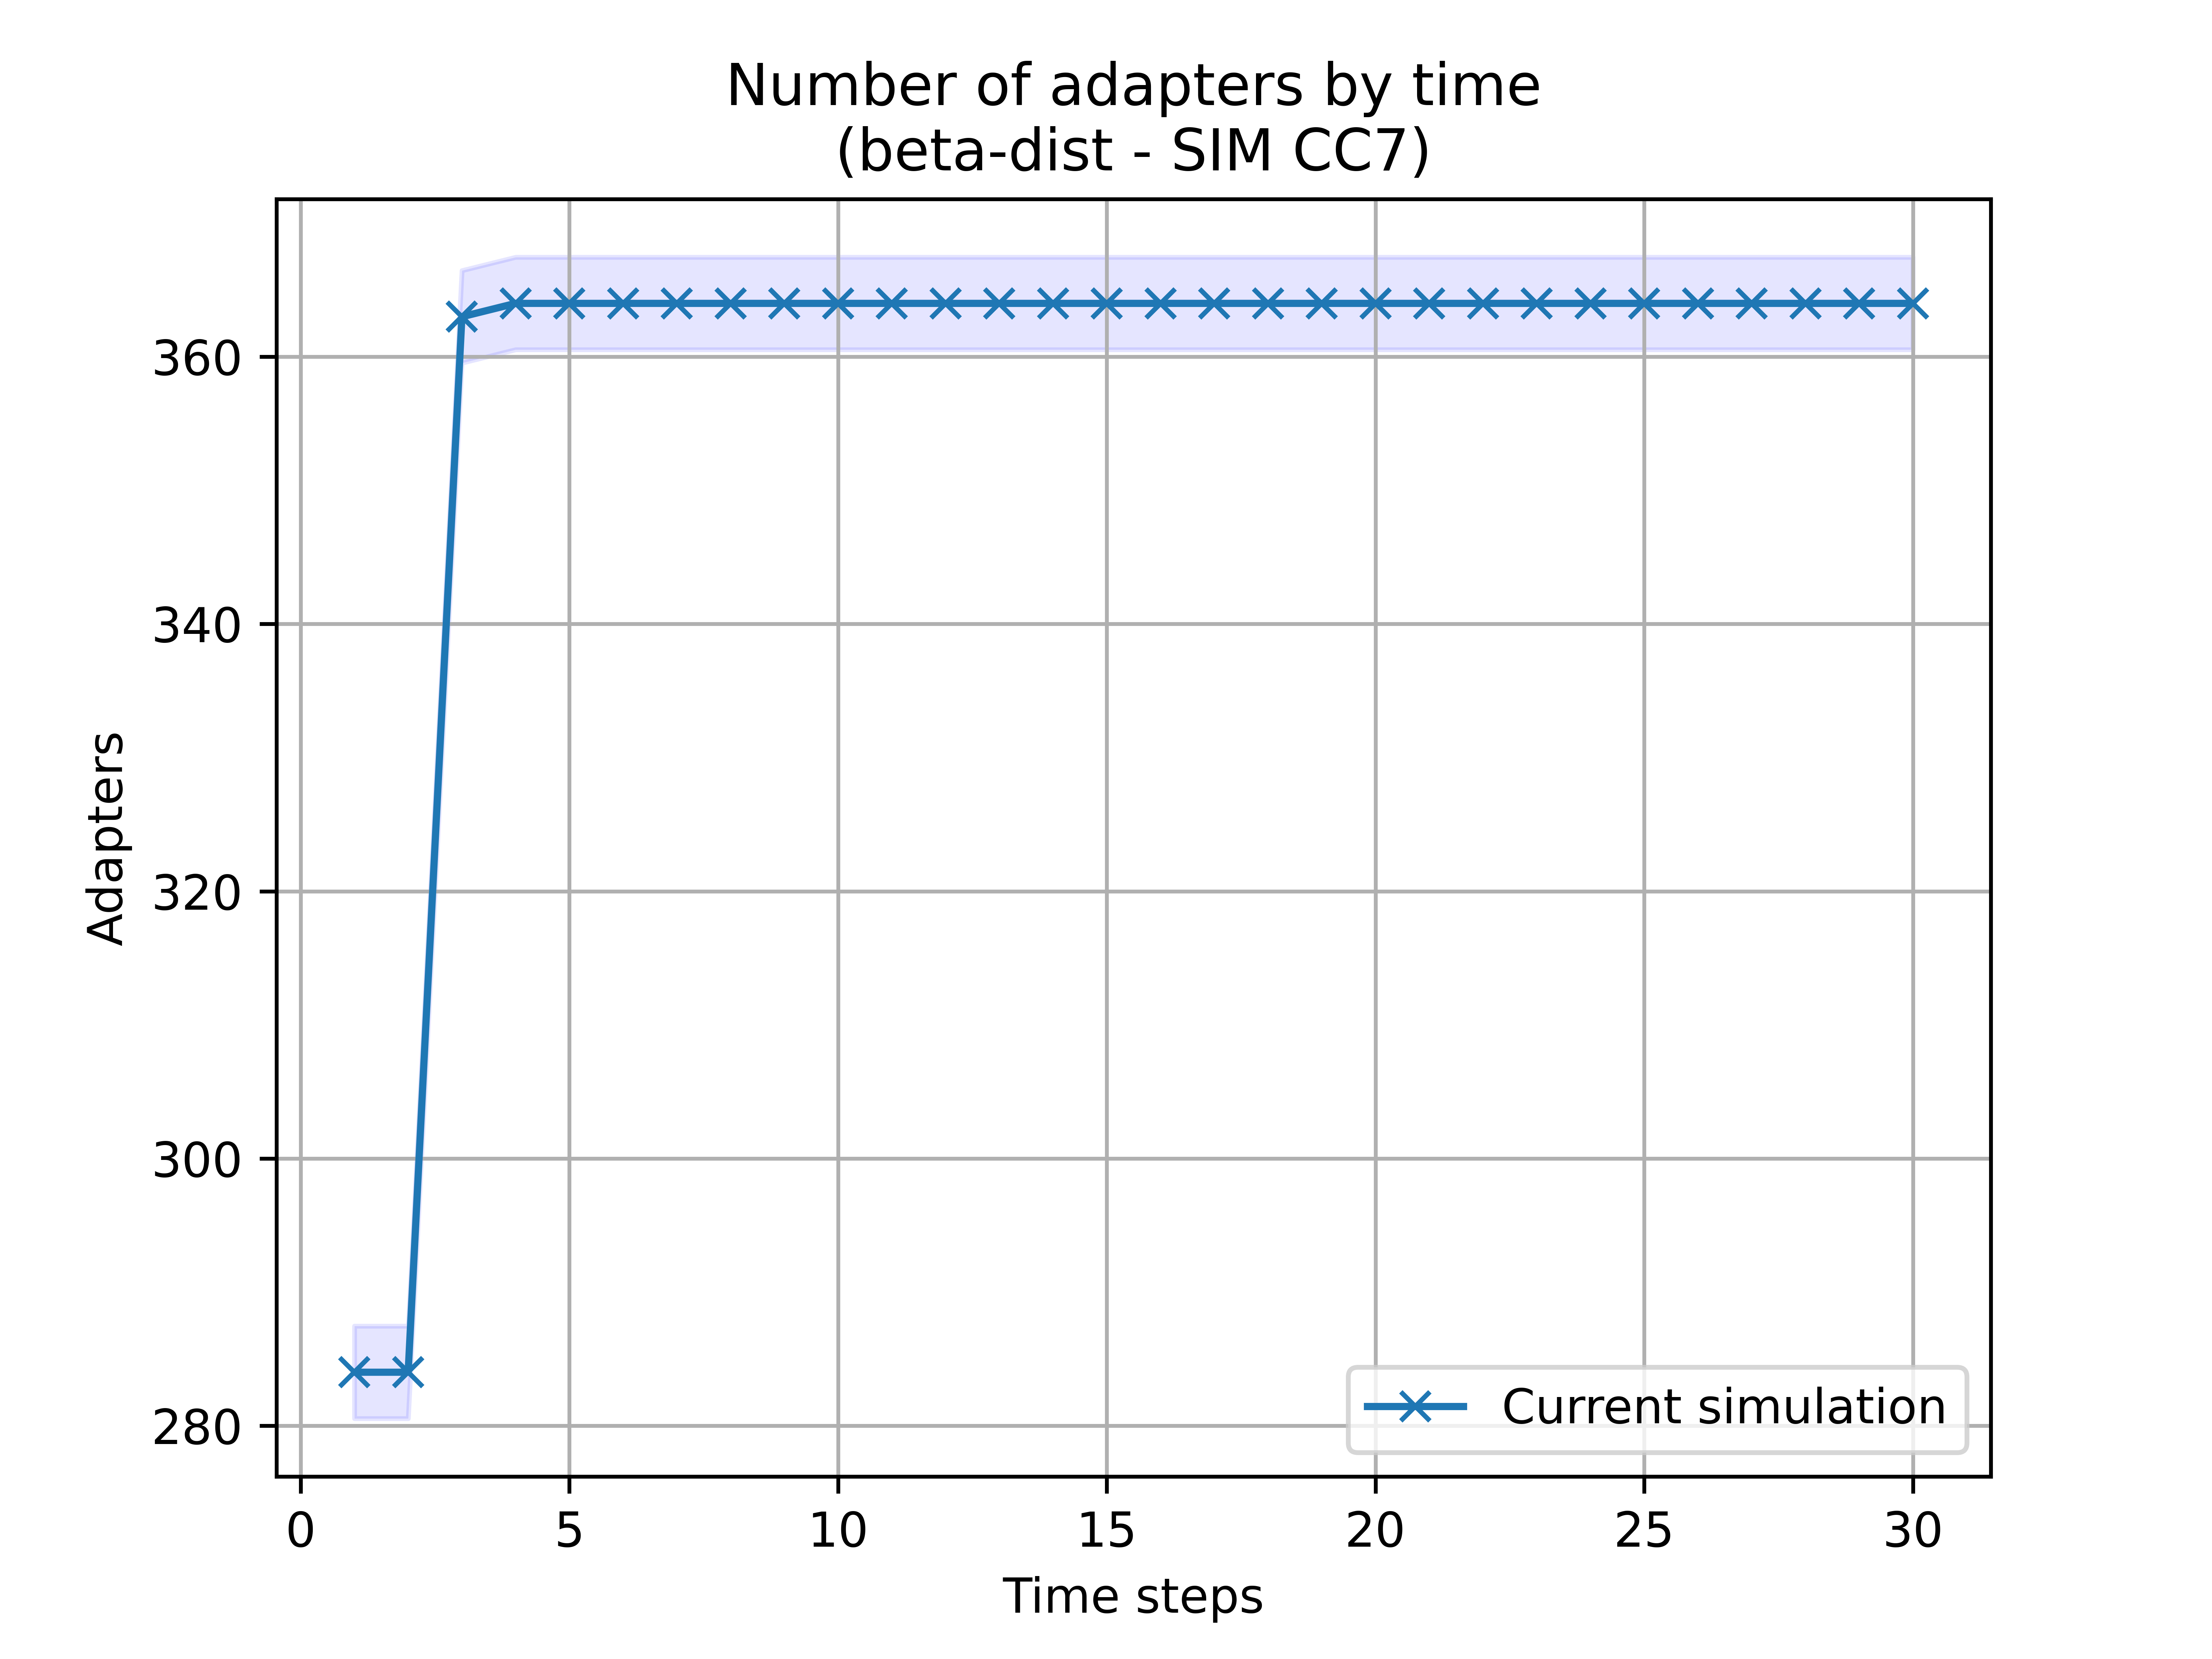 Number of adapters by time
(beta-dist - SIM CC7)
360
340
320
300
280
Adapters
0 5 10 15 20 25 30
Time steps
Current simulation